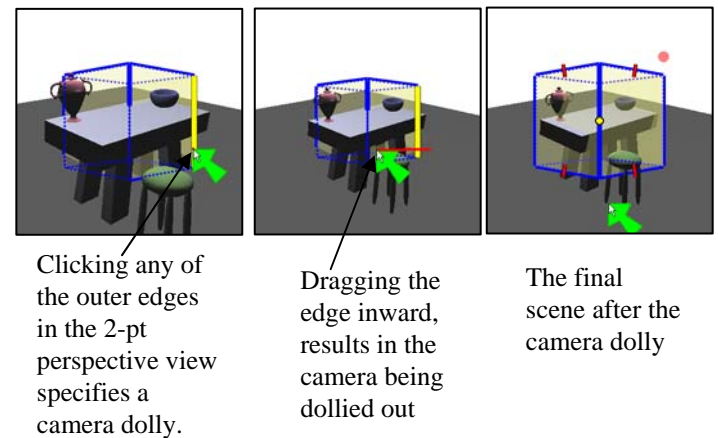 Clicking any of
the outer edges
in the 2-pt
perspective view
specifies a
camera dolly.
Dragging the
edge inward,
results in the
camera being
dollied out
The final
scene after the
camera dolly